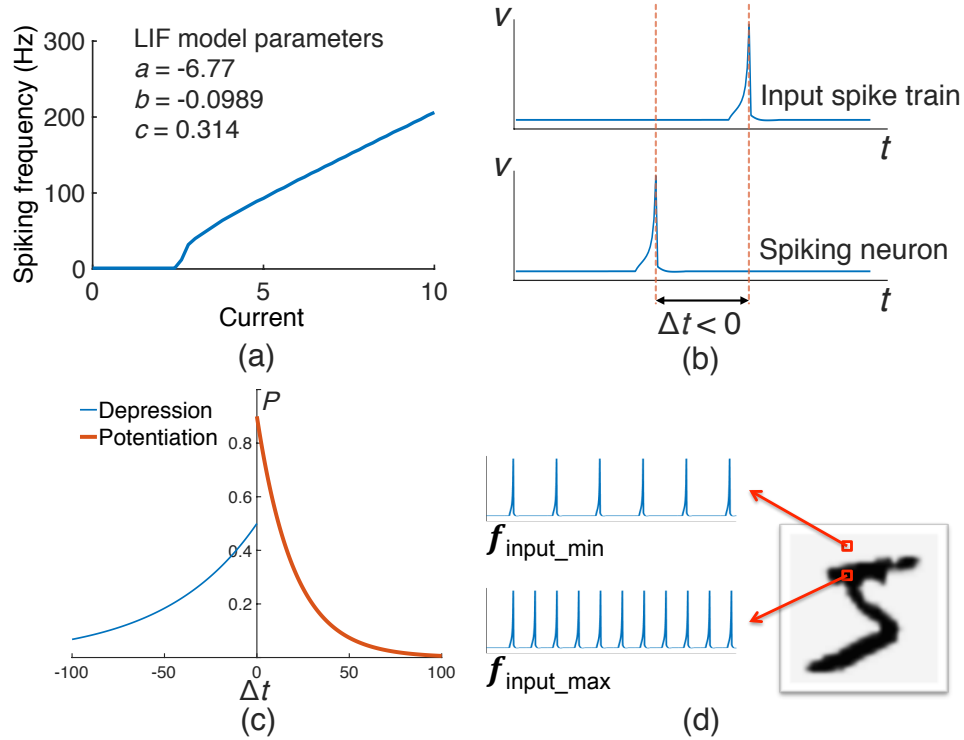 300
200
100
0
Spiking frequency (Hz)
LIF model parameters
a = -6.77
b = -0.0989
c = 0.314
0 5 10
Current
(a)
v
Input spike train
t
v
Spiking neuron
t
Δt < 0
(b)
Depression
Potentiation
P
0.8
0.6
0.4
0.2
-100 -50 0 50 100
Δt
(c)
f input_min
f input_max
(d)